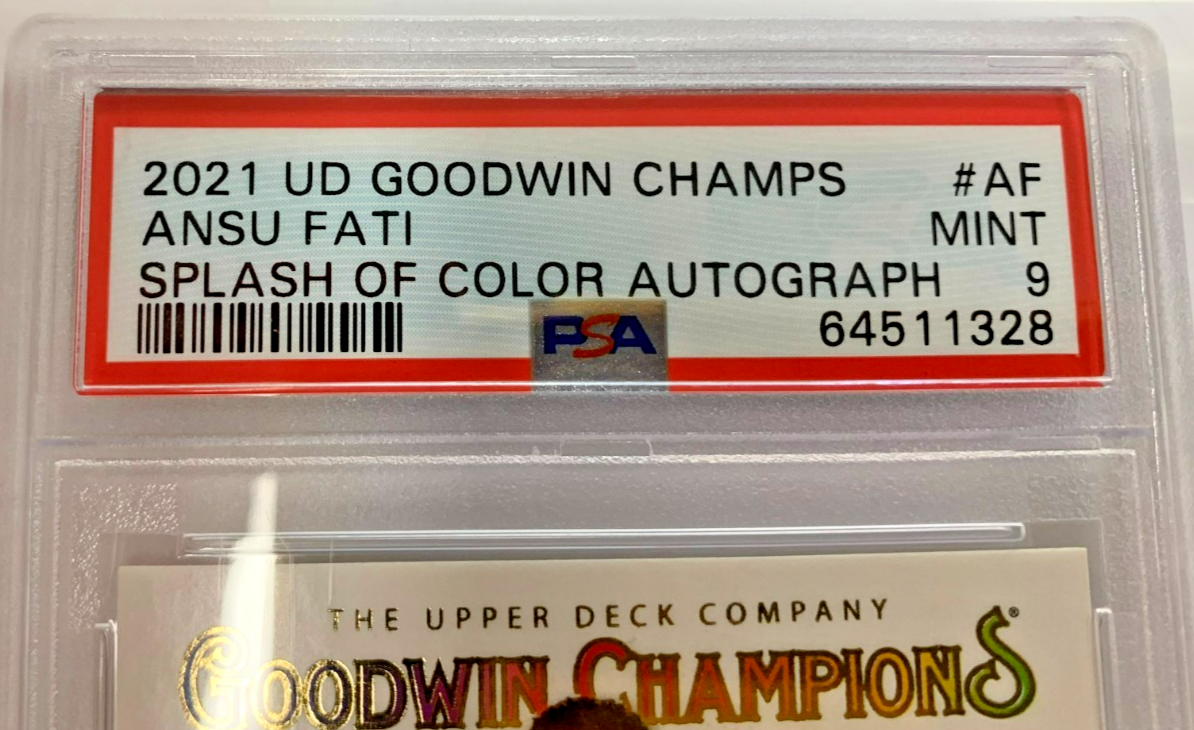 2021 UD GOODWIN CHAMPS #AF
ANSU FATI MINT
SPLASH OF COLOR AUTOGRAPH 9
PSA 64511328
THE UPPER DECK COMPANY
GOODWIN CHAMPIONS®